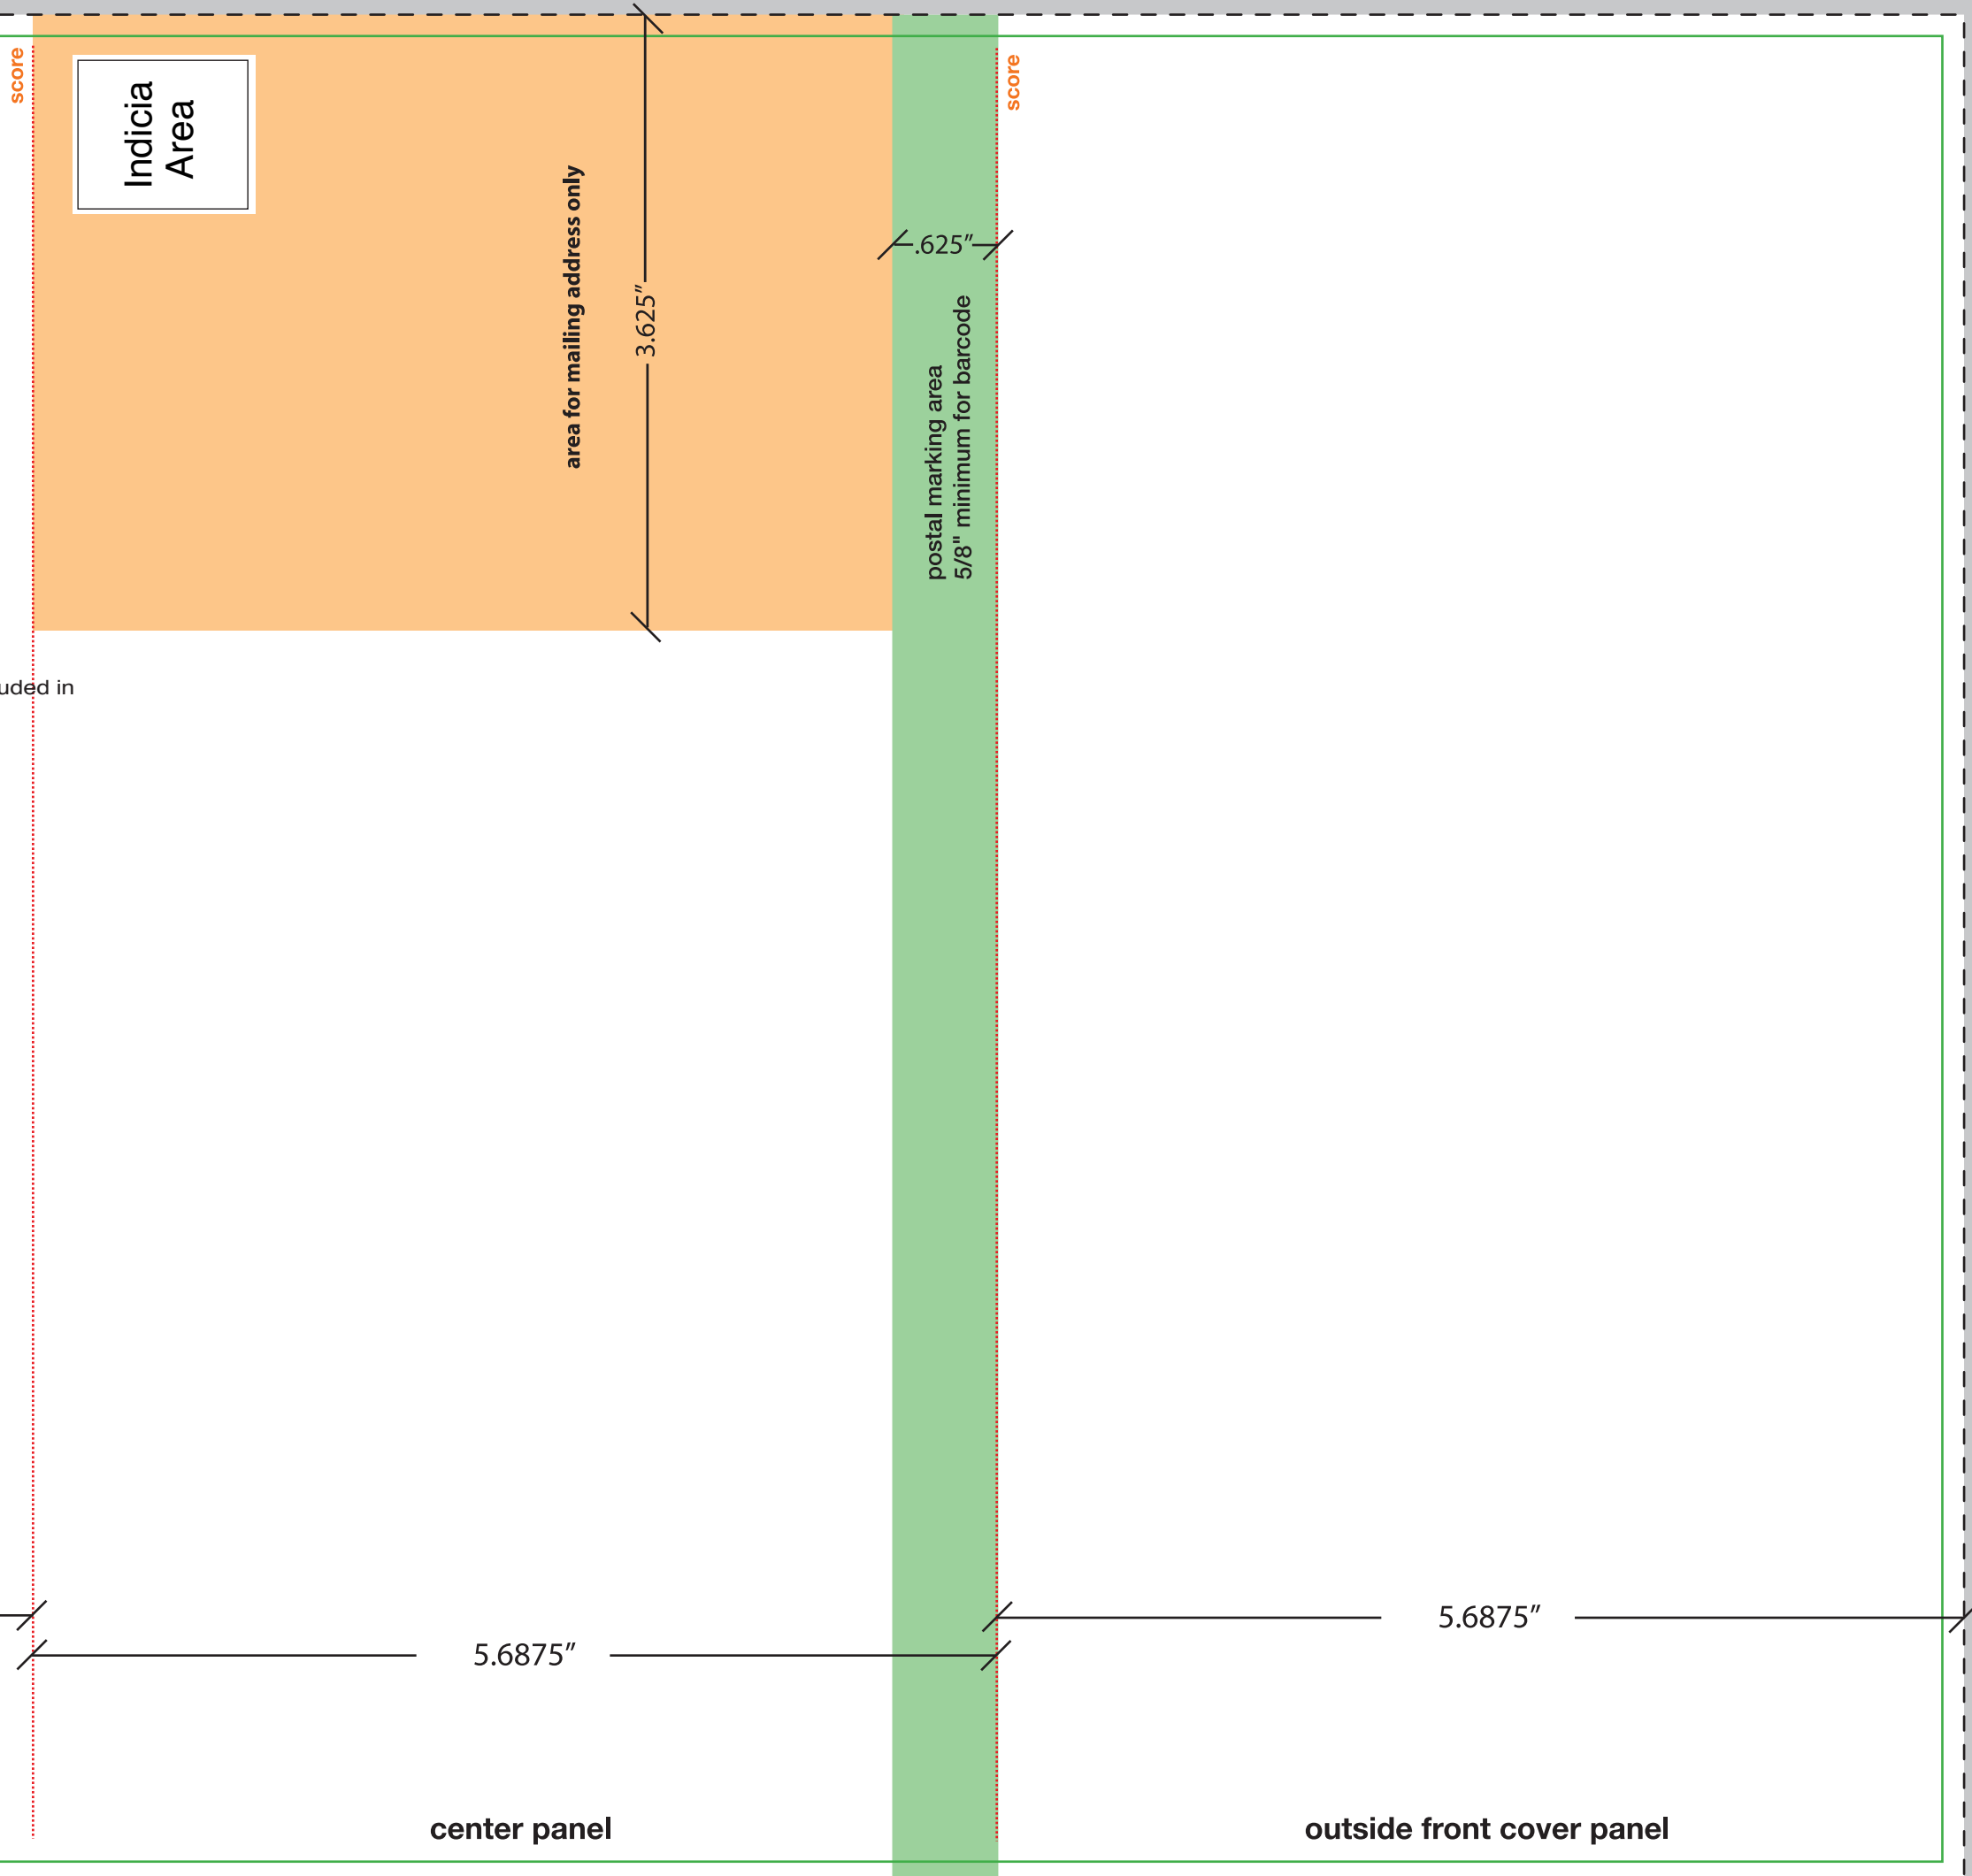 score
Indicia
Area
area for mailing address only
3.625″
.625″
postal marking area
5/8" minimum for barcode
score
uded in
5.6875″
5.6875″
center panel
outside front cover panel